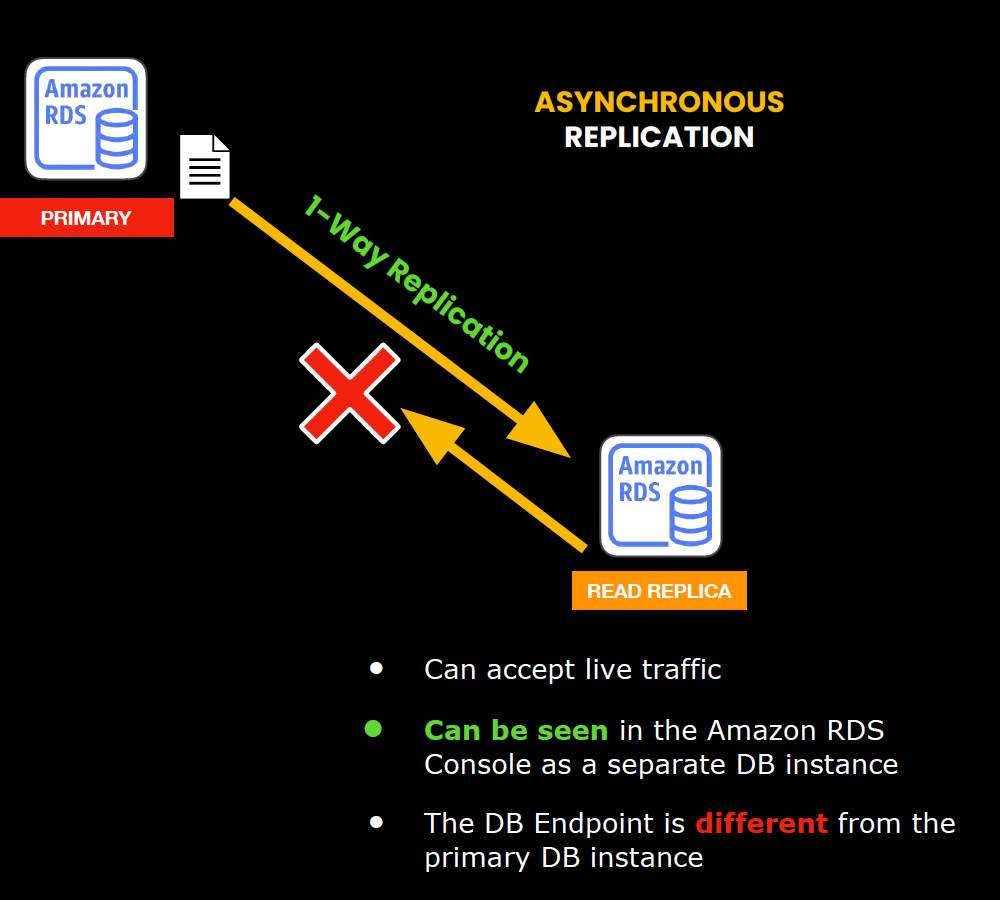 Amazon
RDS
PRIMARY
ASYNCHRONOUS
REPLICATION
1-Way Replication
Amazon
RDS
READ REPLICA
• Can accept live traffic
• Can be seen in the Amazon RDS
Console as a separate DB instance
• The DB Endpoint is different from the
primary DB instance